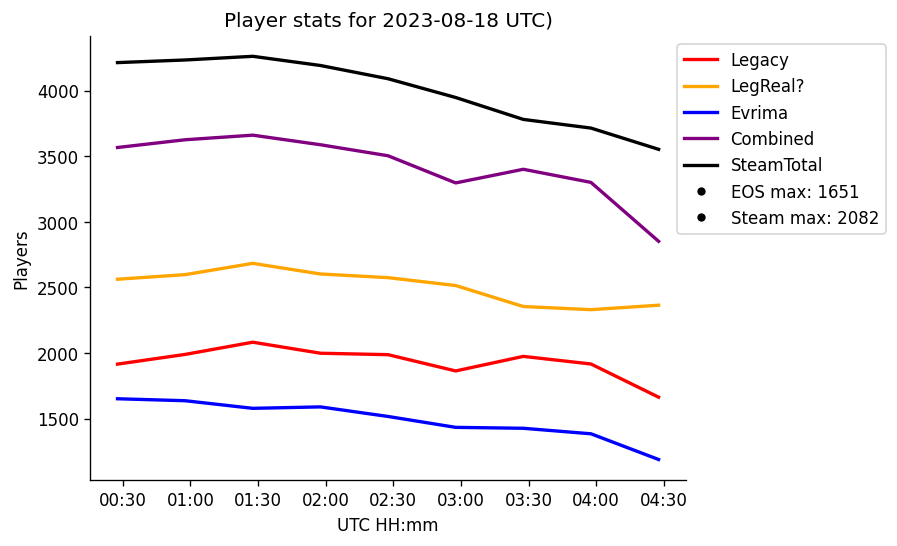 Player stats for 2023-08-18 UTC)
Legacy
LegReal?
Evrima
Combined
SteamTotal
EOS max: 1651
Steam max: 2082
Players
4000
3500
3000
2500
2000
1500
00:30 01:00 01:30 02:00 02:30 03:00 03:30 04:00 04:30
UTC HH:mm